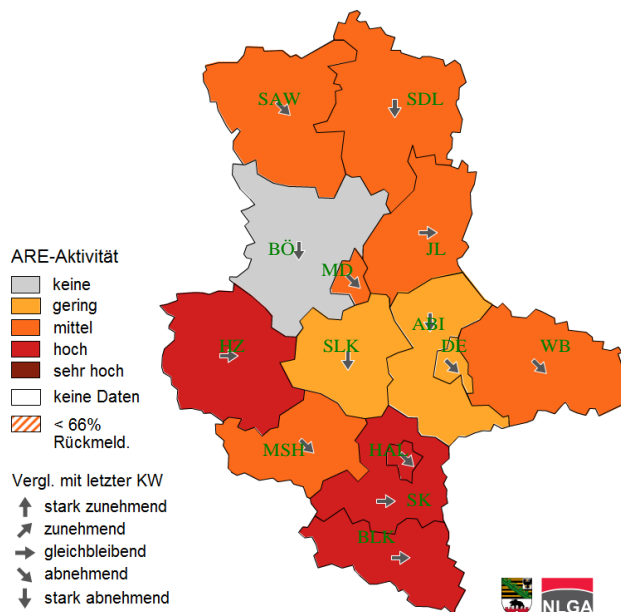 SAW
SDL
BÖ
MD
JL
ARE-Aktivität
keine
gering
mittel
hoch
sehr hoch
keine Daten
< 66%
Rückmeld.
HZ
SLK
ABI
DE
WB
MSH
HAL
SK
BLK
Vergl. mit letzter KW
stark zunehmend
zunehmend
gleichbleibend
abnehmend
stark abnehmend
NLGA